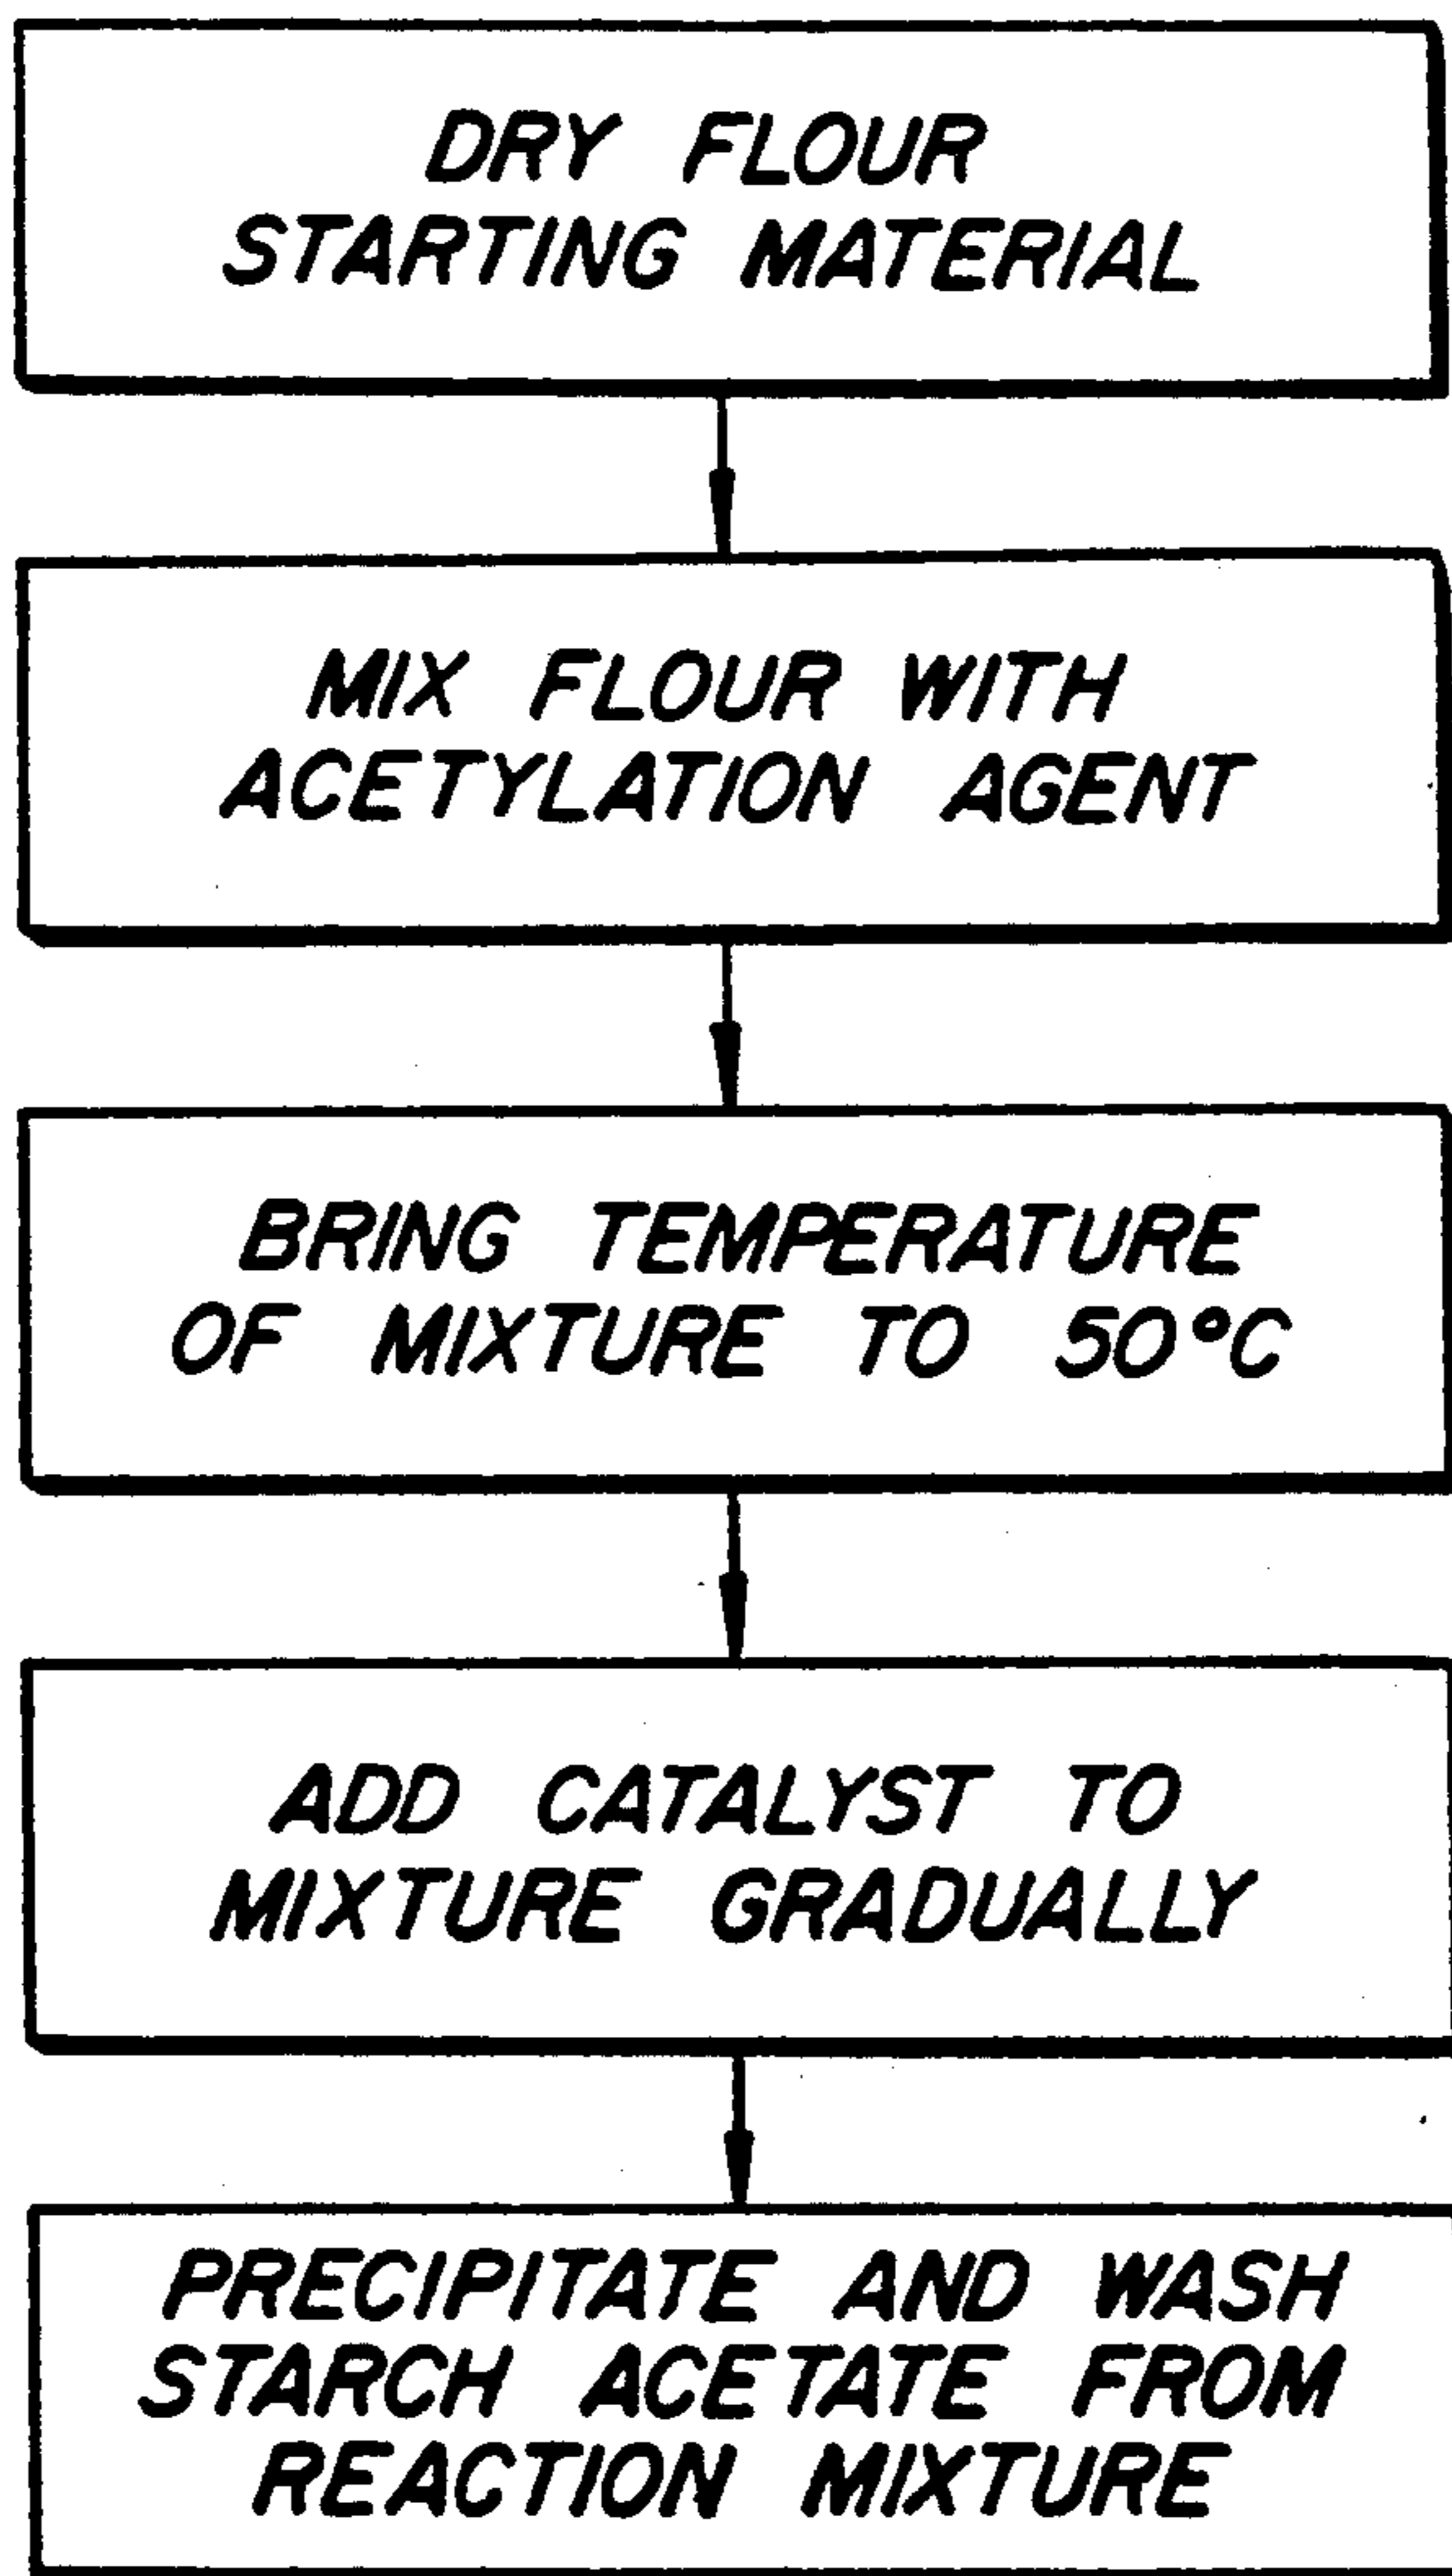 DRY FLOUR
STARTING MATERIAL
MIX FLOUR WITH
ACETYLATION AGENT
BRING TEMPERATURE
OF MIXTURE TO 50°C
ADD CATALYST TO
MIXTURE GRADUALLY
PRECIPITATE AND WASH
STARCH ACETATE FROM
REACTION MIXTURE